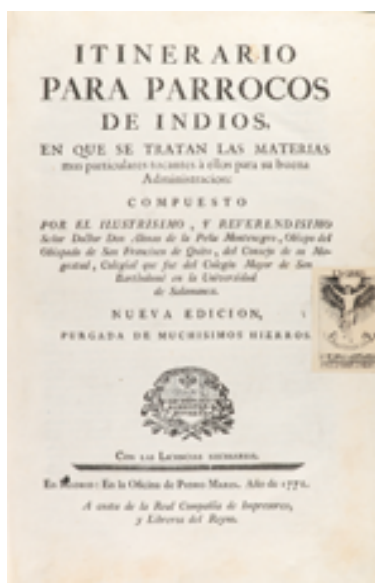 ITINERARIO
PARA PARROCOS
DE INDIOS,
EN QUE SE TRATAN LAS MATERIAS
mas particulares tocantes à ellos para su buena
Administracion:
COMPUESTO
POR EL ILUSTRISIMO, Y REVERENDISIMO
Señor Doctor Don Alonso de la Peña Montenegro, Obispo del
Obispado de San Francisco de Quito, del Consejo de su Ma-
gestad, Colegial que fue del Colegio Mayor de San
Bartholomé en la Universidad
de Salamanca.
NUEVA EDICION,
PURGADA DE MUCHISIMOS HIERROS.
CON LAS LICENCIAS NECESARIAS.
En Madrid: En la Oficina de Pedro Marin. Año de 1771.
A costa de la Real Compañia de Impresores,
y Libreros del Reyno.